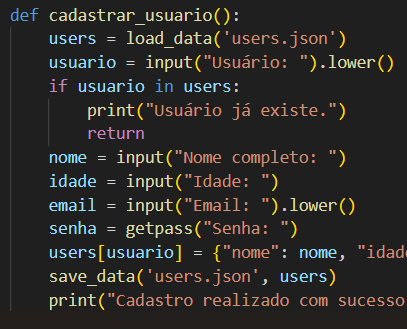 def cadastrar_usuario():
    users = load_data('users.json')
    usuario = input("Usuário: ").lower()
    if usuario in users:
        print("Usuário já existe.")
        return
    nome = input("Nome completo: ")
    idade = input("Idade: ")
    email = input("Email: ").lower()
    senha = getpass("Senha: ")
    users[usuario] = {"nome": nome, "idade
    save_data('users.json', users)
    print("Cadastro realizado com sucesso